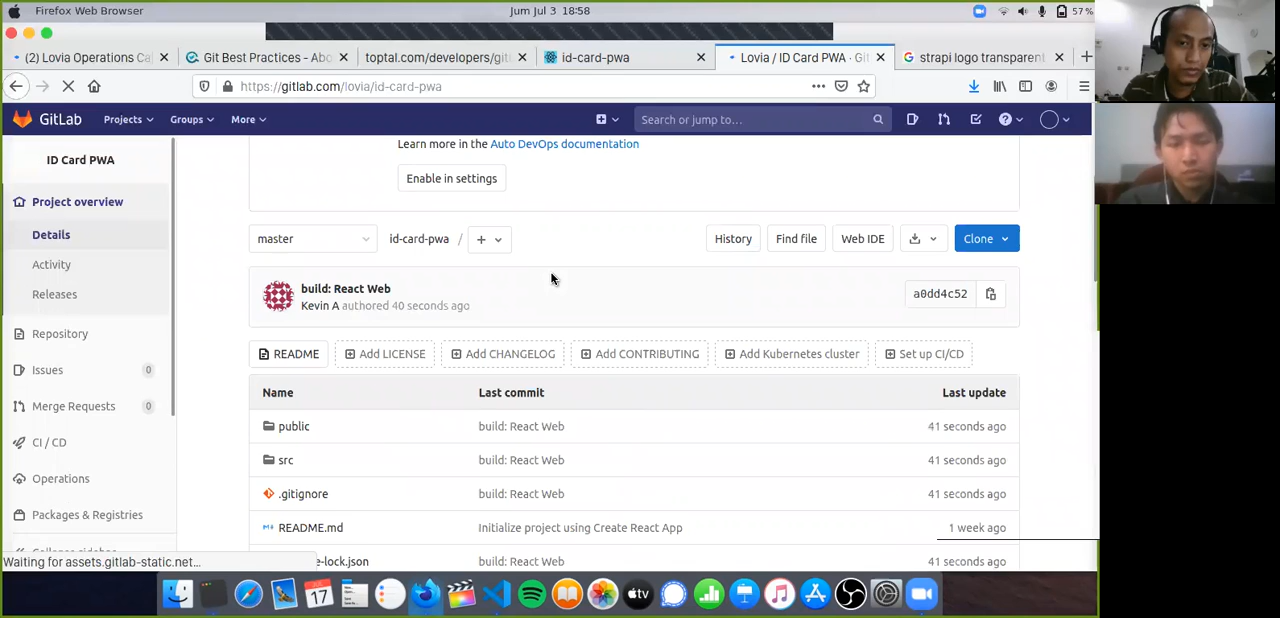 Firefox Web Browser
Jum Jul 3 18:58
57%
(2) Lovia Operations Ca
Git Best Practices - Abo
toptal.com/developers/git
id-card-pwa
Lovia / ID Card PWA · Git
strapi logo transparent
https://gitlab.com/lovia/id-card-pwa
GitLab
Projects
Groups
More
Search or jump to...
ID Card PWA
Project overview
Details
Activity
Releases
Repository
Issues 0
Merge Requests 0
CI / CD
Operations
Packages & Registries
Collapse sidebar
Learn more in the Auto DevOps documentation
Enable in settings
master
id-card-pwa /
History
Find file
Web IDE
Clone
build: React Web
Kevin A authored 40 seconds ago
a0dd4c52
README
Add LICENSE
Add CHANGELOG
Add CONTRIBUTING
Add Kubernetes cluster
Set up CI/CD
Name Last commit Last update
public build: React Web 41 seconds ago
src build: React Web 41 seconds ago
.gitignore build: React Web 41 seconds ago
README.md Initialize project using Create React App 1 week ago
e-lock.json build: React Web 41 seconds ago
Waiting for assets.gitlab-static.net...
17
tv